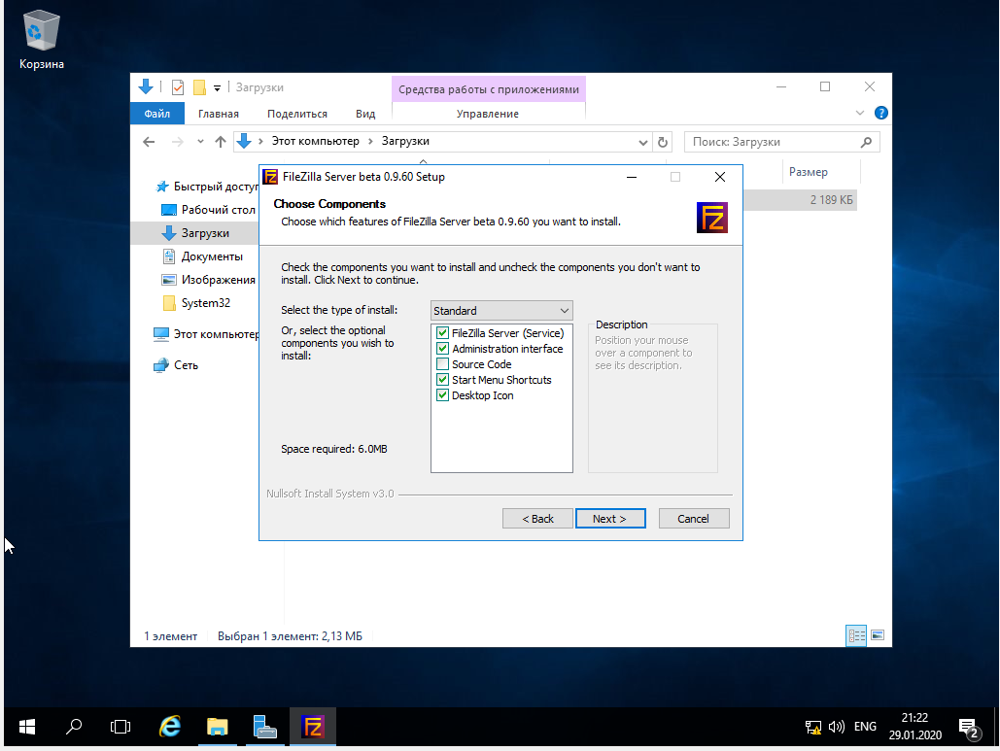 Корзина
Загрузки
Средства работы с приложениями
Файл
Главная
Поделиться
Вид
Управление
Этот компьютер
Загрузки
Поиск: Загрузки
Размер
2 189 КБ
Быстрый доступ
Рабочий стол
Загрузки
Документы
Изображения
System32
Этот компьютер
Сеть
FileZilla Server beta 0.9.60 Setup
Choose Components
Choose which features of FileZilla Server beta 0.9.60 you want to install.
Check the components you want to install and uncheck the components you don't want to
install. Click Next to continue.
Select the type of install:
Standard
Or, select the optional
components you wish to
install:
FileZilla Server (Service)
Administration interface
Source Code
Start Menu Shortcuts
Desktop Icon
Description
Position your mouse
over a component to
see its description.
Space required: 6.0MB
Nullsoft Install System v3.0
< Back
Next >
Cancel
1 элемент
Выбран 1 элемент: 2,13 МБ
ENG
21:22
29.01.2020
2